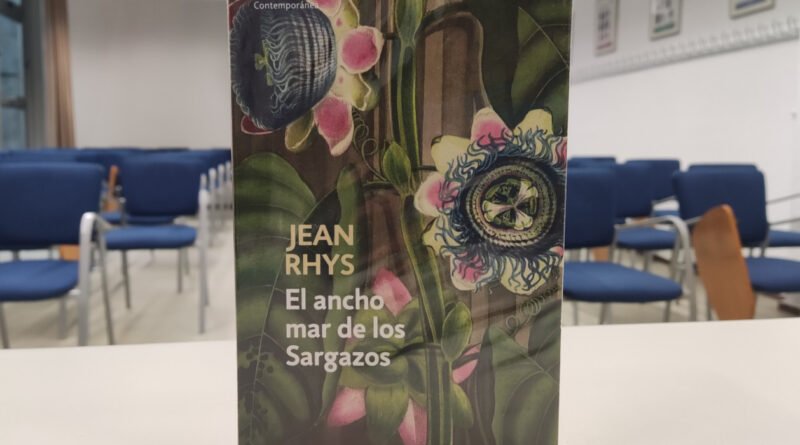 Contemporánea
JEAN
RHYS
El ancho
mar de los
Sargazos